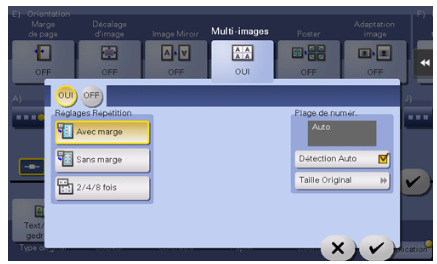 E) Orientation
F)
Marge de page
Décalage d'image
Image Miroir
Multi-images
Poster
Adaptation image
OFF
OFF
OFF
OUI
OFF
OFF
A)
J)
OUI
OFF
Réglages Répétition
Plage de numér.
Avec marge
Auto
Sans marge
Détection Auto
2/4/8 fois
Taille Original
Text/
Type